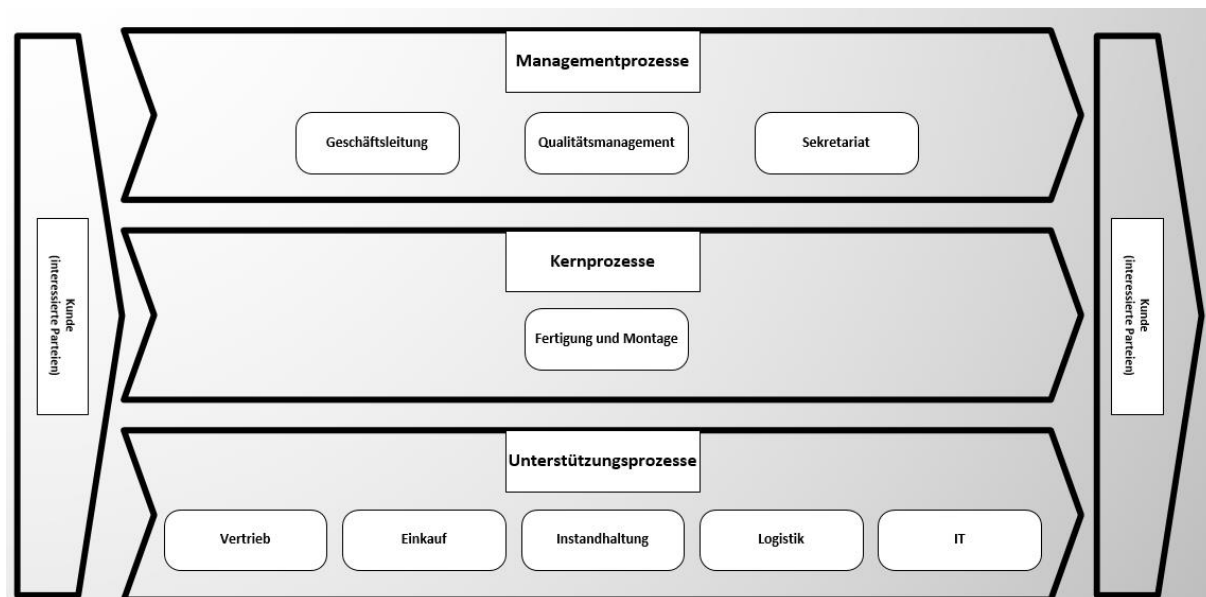 Managementprozesse
Geschäftsleitung
Qualitätsmanagement
Sekretariat
Kunde
(interessierte Parteien)
Kernprozesse
Fertigung und Montage
Kunde
(interessierte Parteien)
Unterstützungsprozesse
Vertrieb
Einkauf
Instandhaltung
Logistik
IT